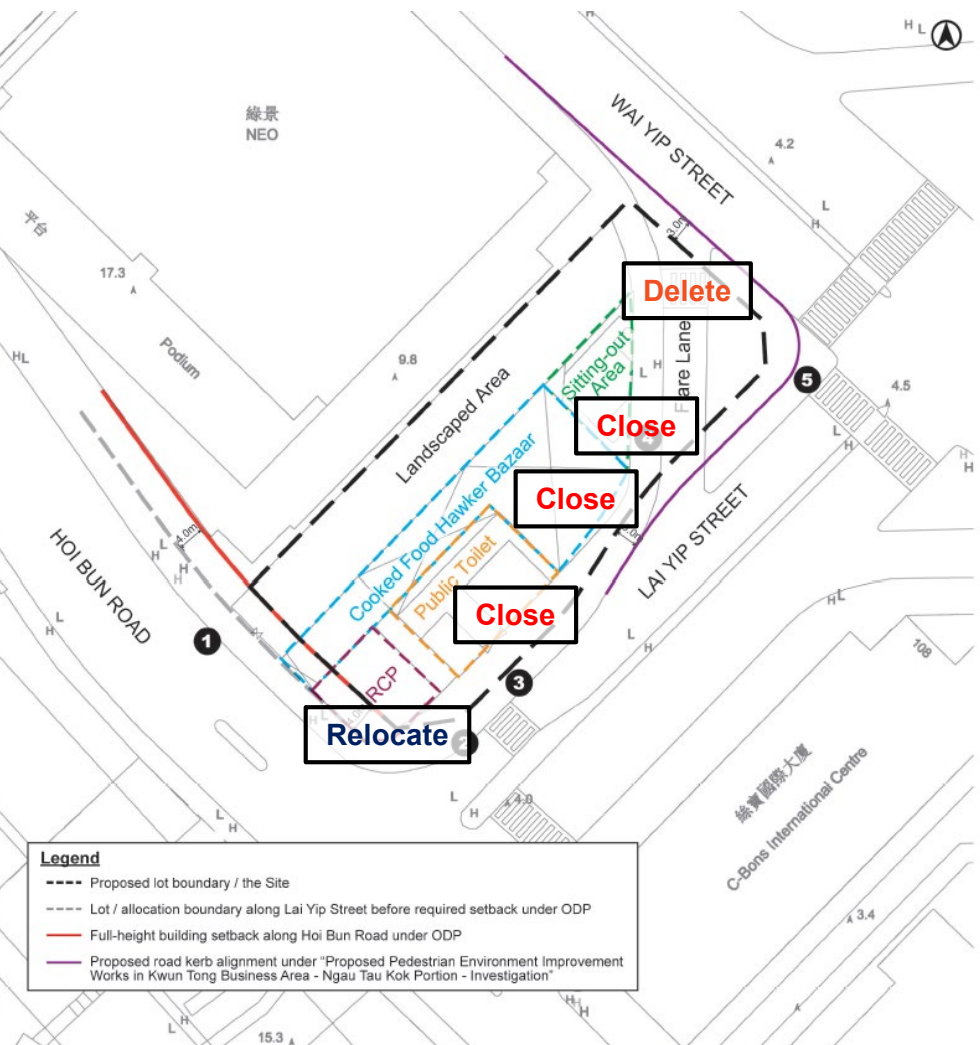 H L
WAI YIP STREET
綠景
NEO
4.2
L
H
平台
3.0m
17.3
Delete
Podium
9.8
HL
Sitting-out
Area
L H
Lane
5
4.5
L
H
H
H
Landscaped Area
Close
Cooked Food Hawker Bazaar
Close
4.0m
L
H
H
HOI BUN ROAD
LAI YIP STREET
Public Toilet
Close
HL
L
H
L
H
1
108
RCP
3
Relocate
2
L
H
4.0
L
H
絲寶國際大廈
C-Bons International Centre
3.4
Legend
Proposed lot boundary / the Site
Lot / allocation boundary along Lai Yip Street before required setback under ODP
Full-height building setback along Hoi Bun Road under ODP
Proposed road kerb alignment under "Proposed Pedestrian Environment Improvement
Works in Kwun Tong Business Area - Ngau Tau Kok Portion - Investigation"
H
H
L H
15.3